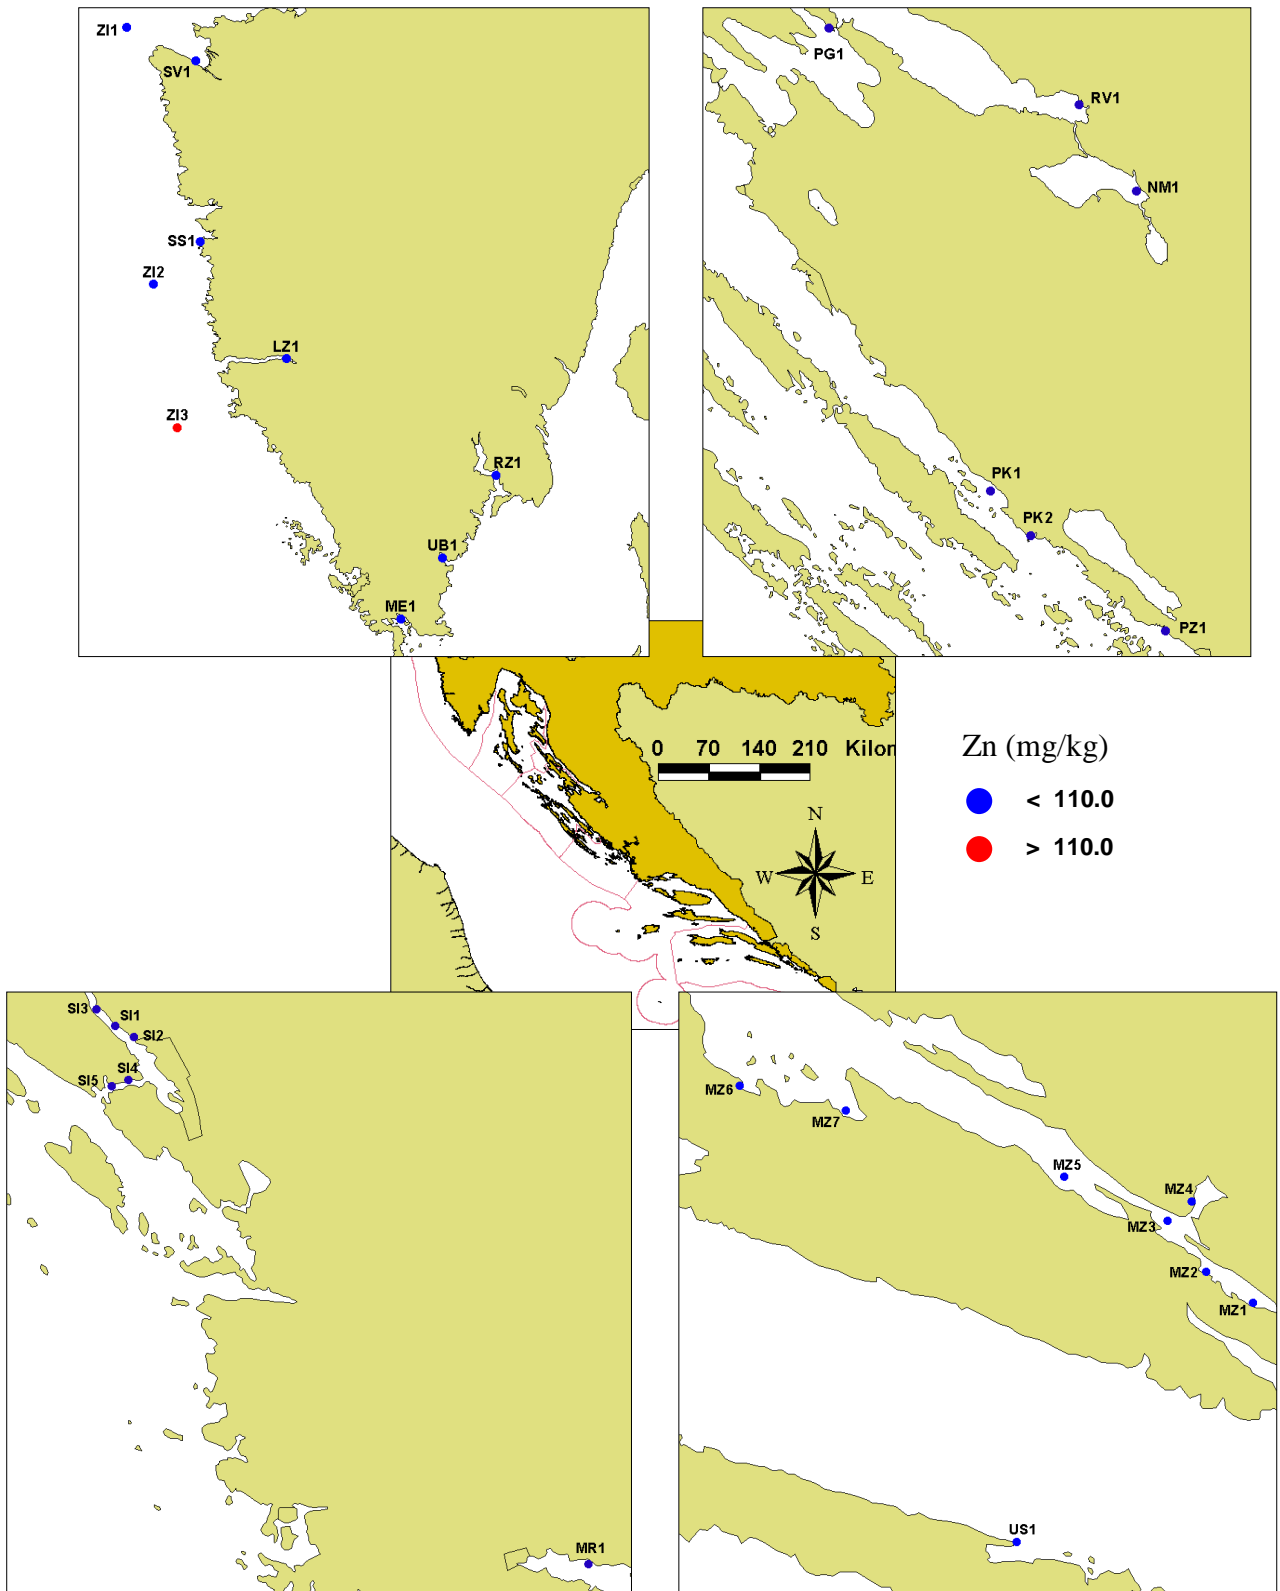 ZI1
SV1
SS1
ZI2
LZ1
ZI3
RZ1
UB1
ME1
PG1
RV1
NM1
PK1
PK2
PZ1
0 70 140 210 Kilon
N
W E
S
Zn (mg/kg)
< 110.0
> 110.0
SI3
SI1
SI2
SI4
SI5
MR1
MZ6
MZ7
MZ5
MZ4
MZ3
MZ2
MZ1
US1